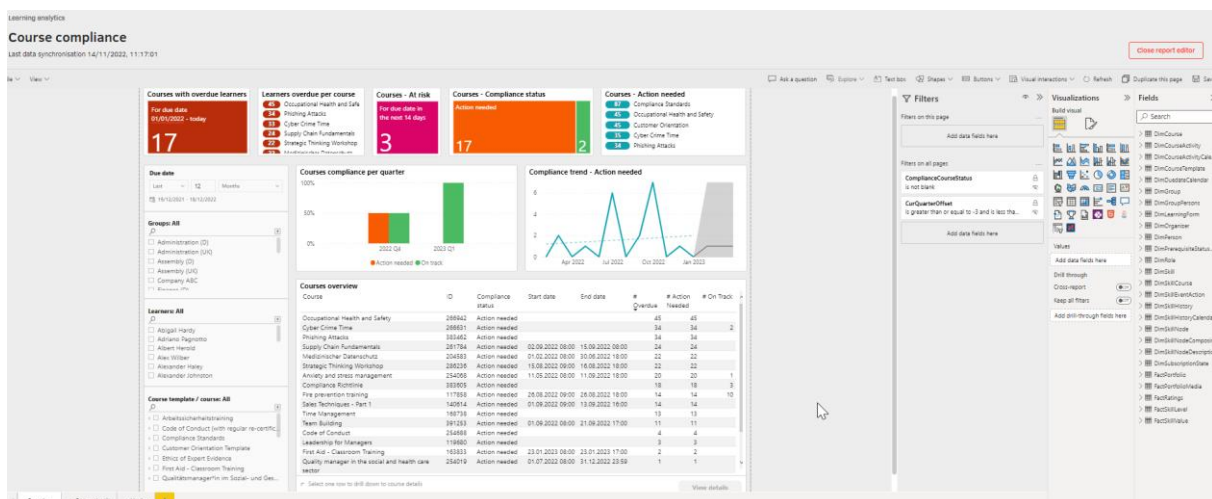 Learning analytics
Course compliance
Last data synchronisation 14/11/2022, 11:17:01
Close report editor
View
Ask a question Explore Text box Shapes Buttons Visual interactions Refresh Duplicate this page
Courses with overdue learners
For due date
01/01/2022 - today
17
Learners overdue per course
45 Occupational Health and Safe
34 Phishing Attacks
33 Cyber Crime Time
24 Supply Chain Fundamentals
22 Strategic Thinking Workshop
Courses - At risk
For due date in
the next 14 days
3
Courses - Compliance status
Action needed
17
2
Courses - Action needed
87 Compliance Standards
45 Occupational Health and Safety
45 Customer Orientation
35 Cyber Crime Time
34 Phishing Attacks
Due date
Last 12 Months
15/12/2021 - 15/12/2022
Groups: All
Administration (D)
Administration (UK)
Assembly (D)
Assembly (UK)
Company ABC
Learners: All
Abigail Hardy
Adriano Pagnotto
Albert Herold
Alex Wilber
Alexander Haley
Alexander Johnston
Course template / course: All
Arbeitssicherheitstraining
Code of Conduct (with regular re-certific...
Compliance Standards
Customer Orientation Template
Ethics of Expert Evidence
First Aid - Classroom Training
Qualitätsmanager*in im Sozial- und Ges...
Courses compliance per quarter
100%
50%
0%
2022 Q4 2023 Q1
Action needed On track
Compliance trend - Action needed
6
4
2
0
Apr 2022 Jul 2022 Oct 2022 Jan 2023
Courses overview
Course ID Compliance status Start date End date # Overdue # Action Needed # On Track
Occupational Health and Safety 266942 Action needed 45 45
Cyber Crime Time 266631 Action needed 34 34 2
Phishing Attacks 383462 Action needed 34 34
Supply Chain Fundamentals 261784 Action needed 02.09.2022 08:00 15.09.2022 08:00 24 24
Medizinischer Datenschutz 204583 Action needed 01.02.2022 08:00 30.06.2022 18:00 22 22
Strategic Thinking Workshop 286236 Action needed 15.08.2022 08:00 16.08.2022 18:00 22 22
Anxiety and stress management 254068 Action needed 11.05.2022 08:00 11.09.2022 18:00 20 20 1
Compliance Richtlinie 383605 Action needed 18 18 3
Fire prevention training 117858 Action needed 26.08.2022 09:00 26.08.2022 18:00 14 14 10
Sales Techniques - Part 1 140614 Action needed 01.09.2022 09:00 13.09.2022 16:00 14 14
Time Management 168738 Action needed 13 13
Team Building 391253 Action needed 01.09.2022 08:00 21.09.2022 17:00 11 11
Code of Conduct 254688 Action needed 4 4
Leadership for Managers 119680 Action needed 3 3
First Aid - Classroom Training 163833 Action needed 23.01.2023 08:00 23.01.2023 17:00 2 2
Quality manager in the social and health care sector 254019 Action needed 01.07.2022 08:00 31.12.2022 23:59 1 1
Select one row to drill down to course details
View details
Filters
Filters on this page
Add data fields here
Filters on all pages
ComplianceCourseStatus
is not blank
CurQuarterOffset
is greater than or equal to -3 and is less tha...
Add data fields here
Visualizations
Build visual
Values
Add data fields here
Drill through
Cross-report
Keep all filters
Add drill-through fields here
Fields
Search
DimCourse
DimCourseActivity
DimCourseActivityCale
DimCourseTemplate
DimDuedateCalendar
DimGroup
DimGroupPersons
DimLearningForm
DimOrganiser
DimPerson
DimPrerequisiteStatus
DimRole
DimSkill
DimSkillCourse
DimSkillEventAction
DimSkillHistory
DimSkillHistoryCalend
DimSkillNode
DimSkillNodeComposi
DimSkillNodeDescripti
DimSubscriptionState
FactPortfolio
FactPortfolioMedia
FactRatings
FactSkillLevel
FactSkillValue